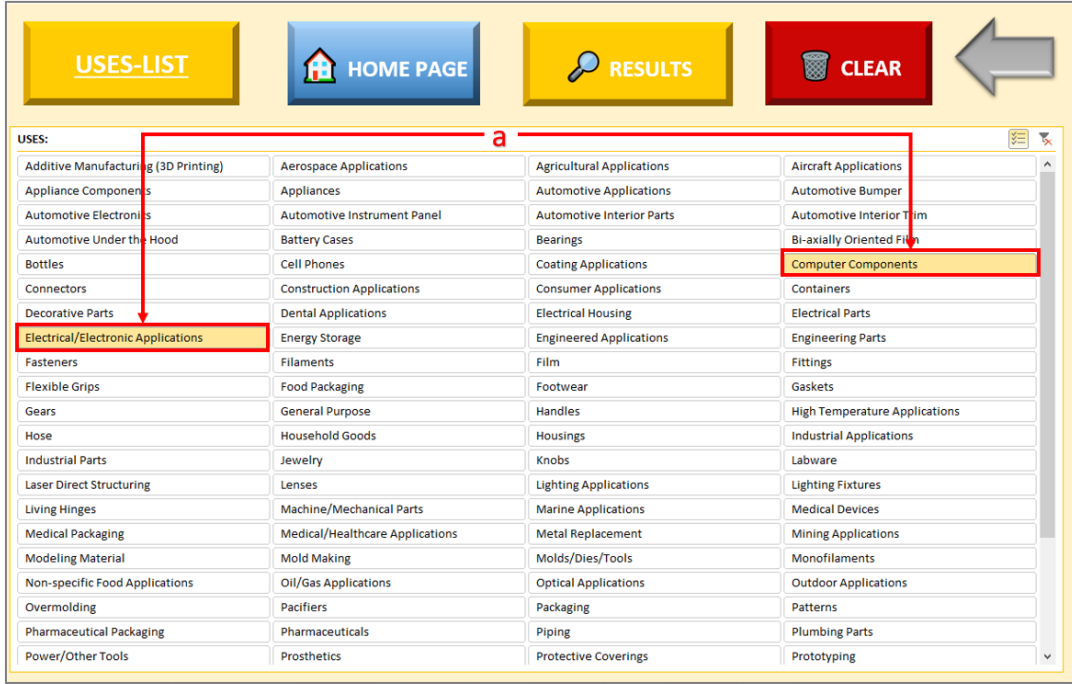 USES-LIST HOME PAGE RESULTS CLEAR
USES: a
Additive Manufacturing (3D Printing) Aerospace Applications Agricultural Applications Aircraft Applications
Appliance Components Appliances Automotive Applications Automotive Bumper
Automotive Electronics Automotive Instrument Panel Automotive Interior Parts Automotive Interior Trim
Automotive Under the Hood Battery Cases Bearings Bi-axially Oriented Film
Bottles Cell Phones Coating Applications Computer Components
Connectors Construction Applications Consumer Applications Containers
Decorative Parts Dental Applications Electrical Housing Electrical Parts
Electrical/Electronic Applications Energy Storage Engineered Applications Engineering Parts
Fasteners Filaments Film Fittings
Flexible Grips Food Packaging Footwear Gaskets
Gears General Purpose Handles High Temperature Applications
Hose Household Goods Housings Industrial Applications
Industrial Parts Jewelry Knobs Labware
Laser Direct Structuring Lenses Lighting Applications Lighting Fixtures
Living Hinges Machine/Mechanical Parts Marine Applications Medical Devices
Medical Packaging Medical/Healthcare Applications Metal Replacement Mining Applications
Modeling Material Mold Making Molds/Dies/Tools Monofilaments
Non-specific Food Applications Oil/Gas Applications Optical Applications Outdoor Applications
Overmolding Pacifiers Packaging Patterns
Pharmaceutical Packaging Pharmaceuticals Piping Plumbing Parts
Power/Other Tools Prosthetics Protective Coverings Prototyping